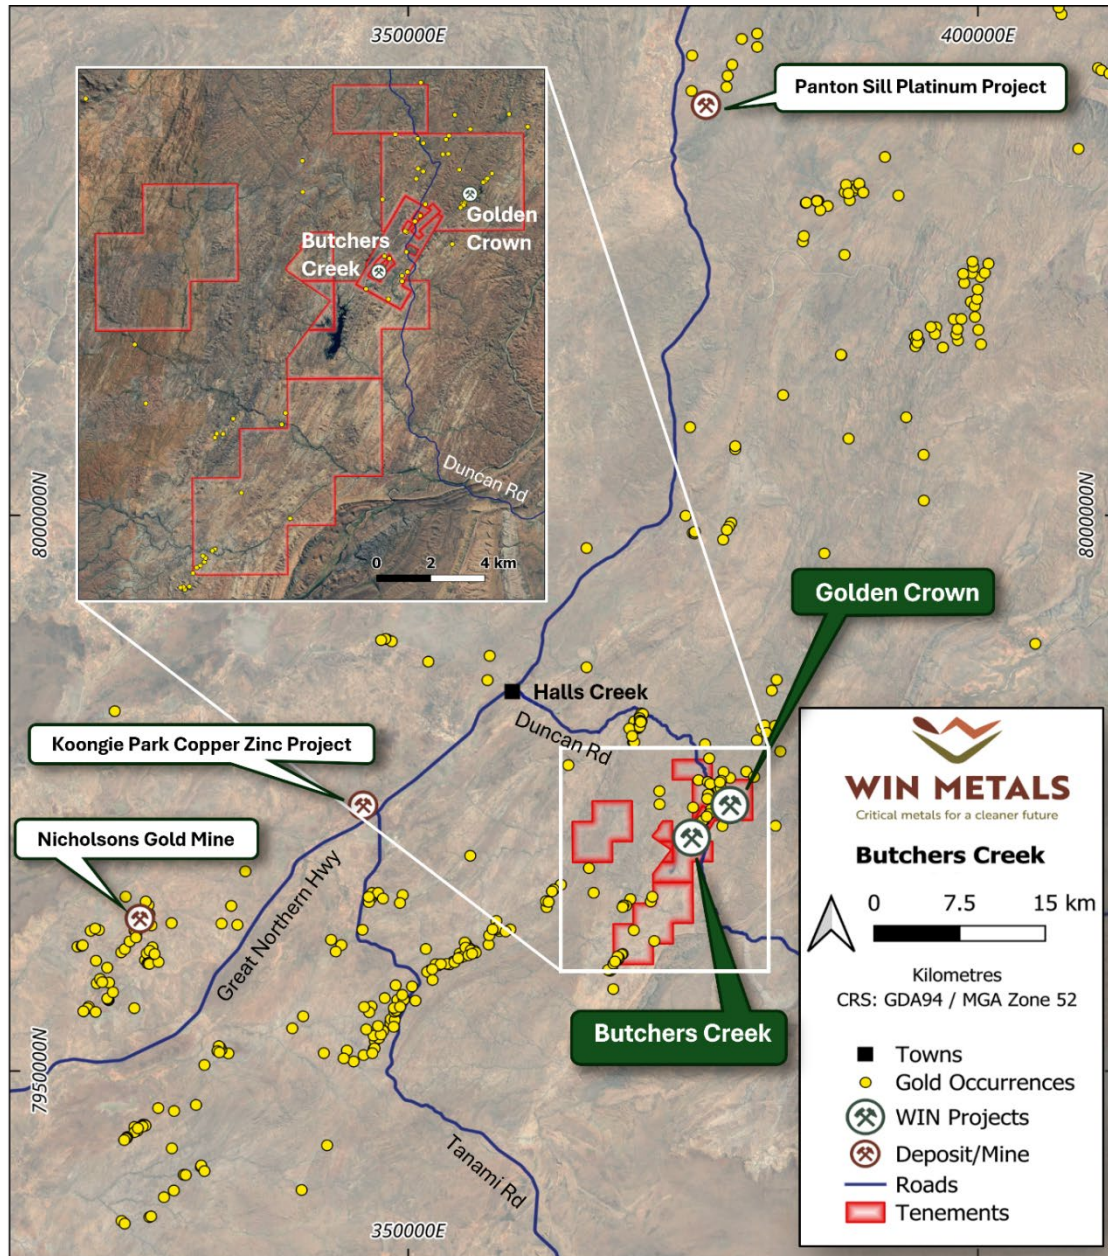 350000E
400000E
Panton Sill Platinum Project
Golden
Crown
Butchers
Creek
Duncan Rd
0 2 4 km
8000000N
8000000N
Golden Crown
Halls Creek
Duncan Rd
Koongie Park Copper Zinc Project
Nicholsons Gold Mine
Great Northern Hwy
Butchers Creek
7950000N
Tanami Rd
350000E
WIN METALS
Critical metals for a cleaner future
Butchers Creek
0 7.5 15 km
Kilometres
CRS: GDA94 / MGA Zone 52
Towns
Gold Occurrences
WIN Projects
Deposit/Mine
Roads
Tenements